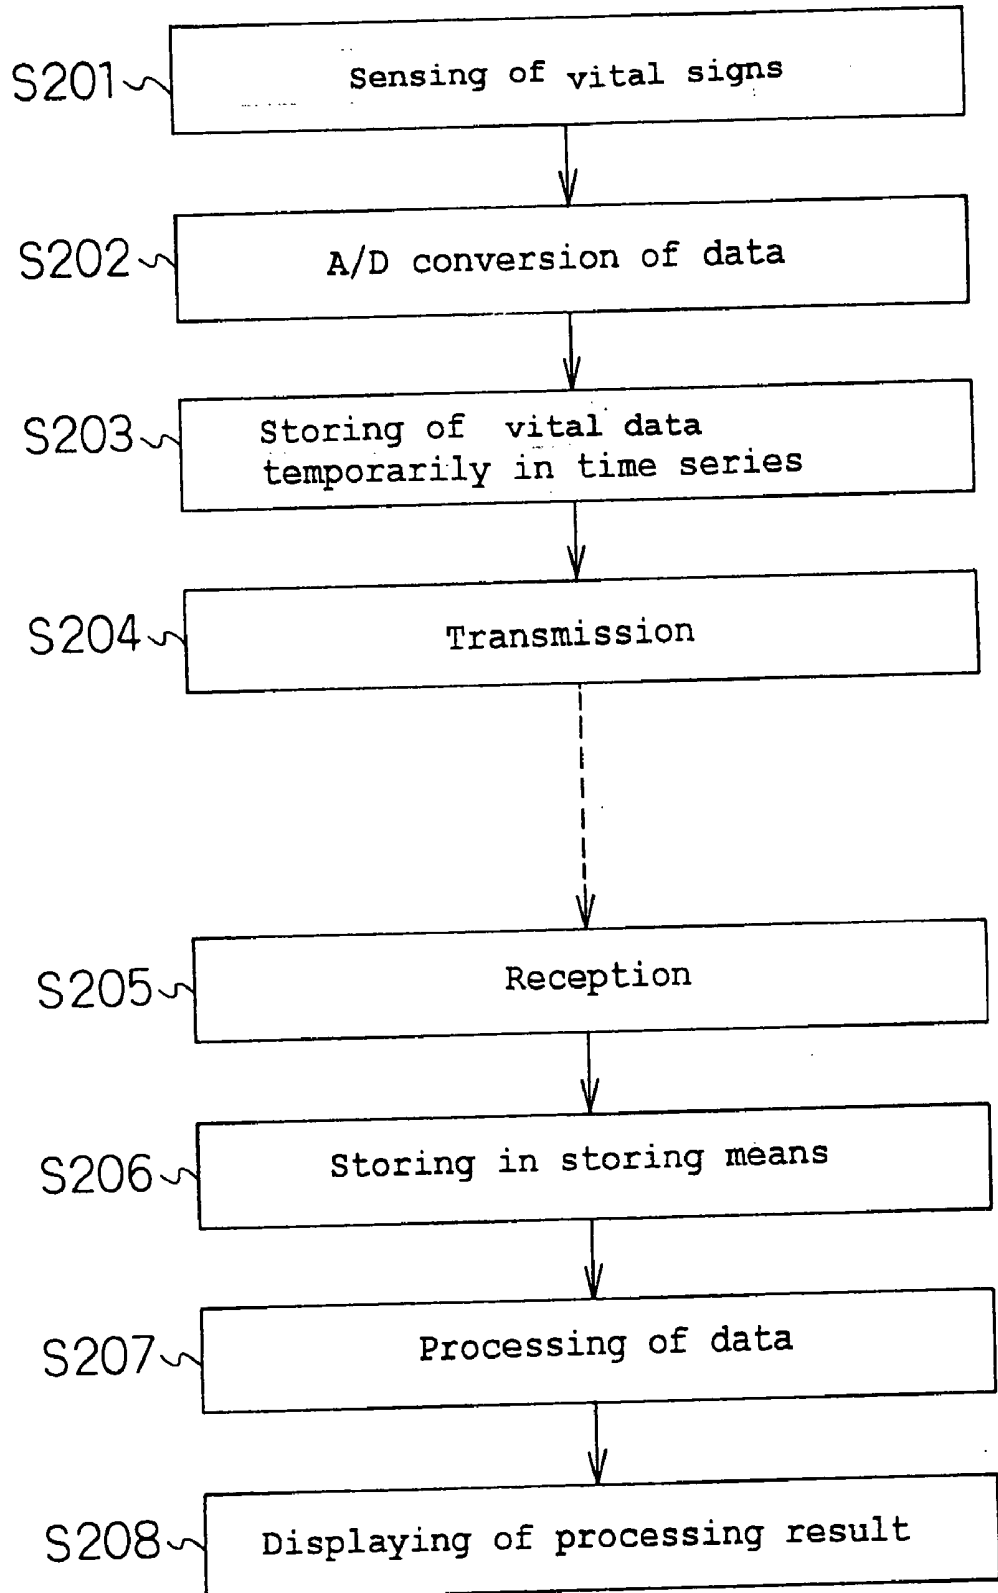 S201 Sensing of vital signs
S202 A/D conversion of data
S203 Storing of vital data
temporarily in time series
S204 Transmission
S205 Reception
S206 Storing in storing means
S207 Processing of data
S208 Displaying of processing result